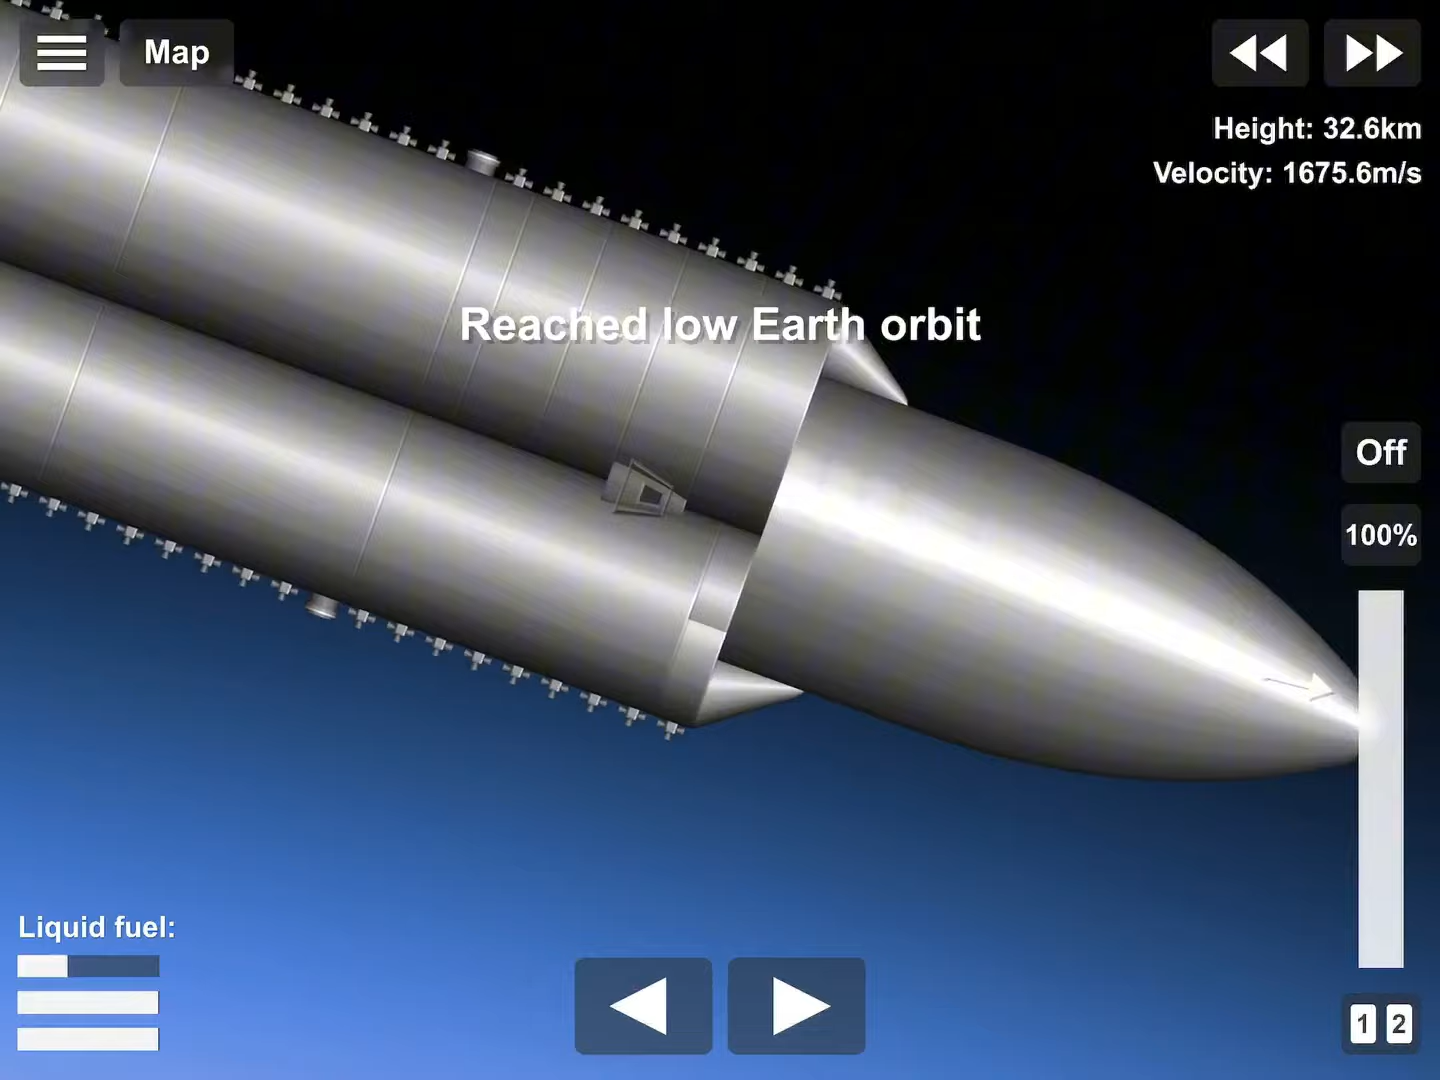 Map
Height: 32.6km
Velocity: 1675.6m/s
Reached low Earth orbit
Off
100%
Liquid fuel:
1 2